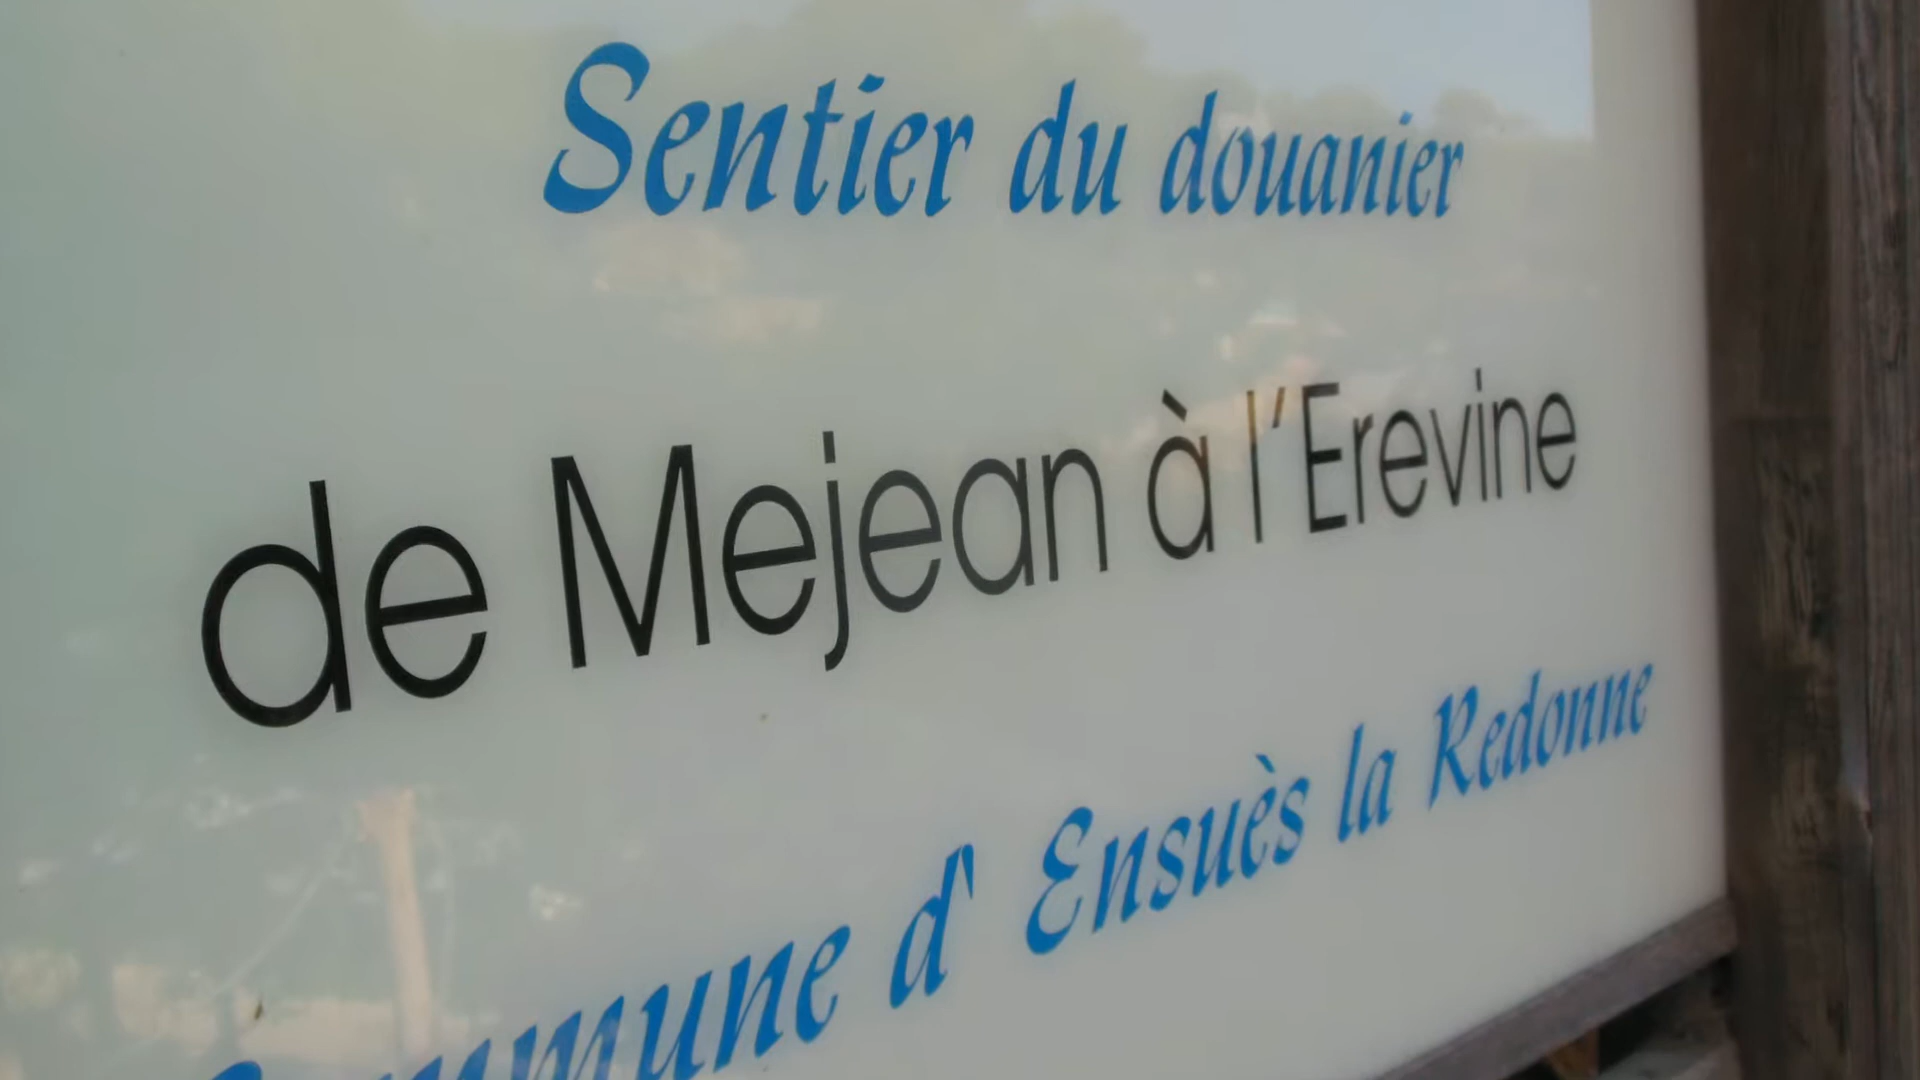 Sentier du douanier
de Mejean à l'Erevine
Commune d' Ensuès la Redonne